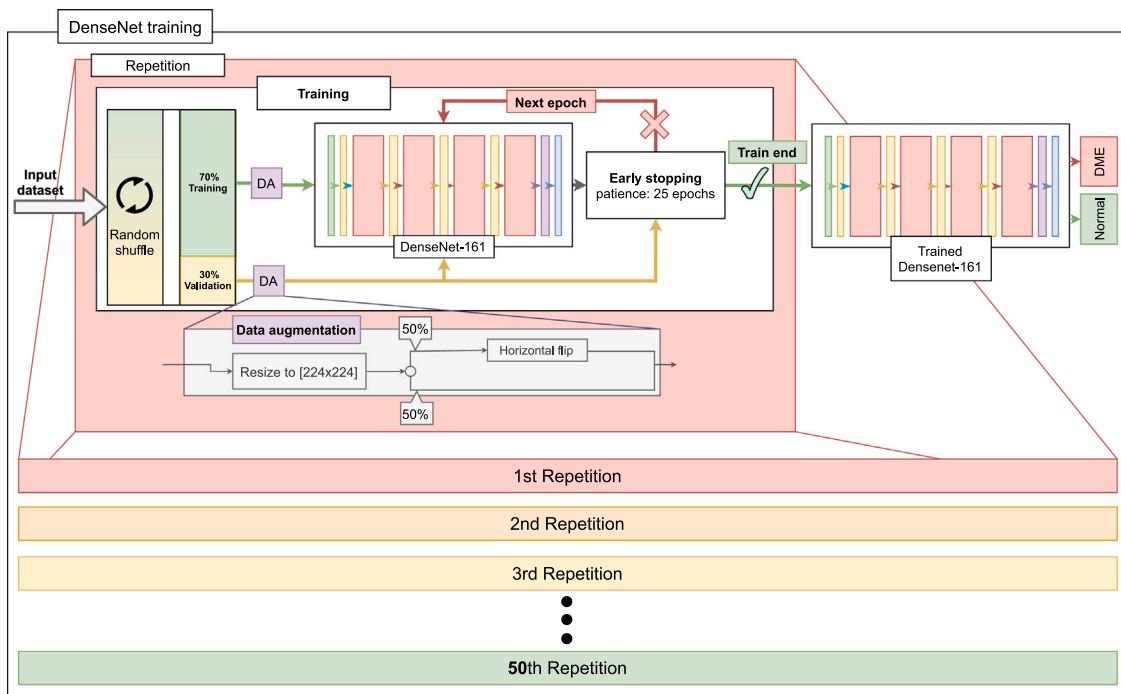 DenseNet training
Repetition
Training
Next epoch
Input
dataset
Random
shuffle
70%
Training
30%
Validation
DA
DA
DenseNet-161
Early stopping
patience: 25 epochs
Train end
Trained
Densenet-161
DME
Normal
Data augmentation
Resize to [224x224]
50%
Horizontal flip
50%
1st Repetition
2nd Repetition
3rd Repetition
50th Repetition